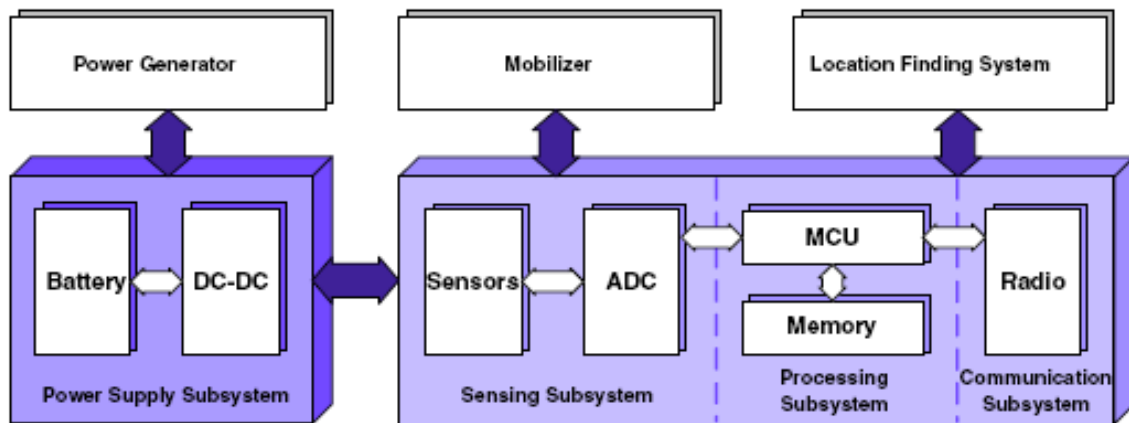 Power Generator
Mobilizer
Location Finding System
Battery
DC-DC
Sensors
ADC
MCU
Memory
Radio
Power Supply Subsystem
Sensing Subsystem
Processing
Subsystem
Communication
Subsystem